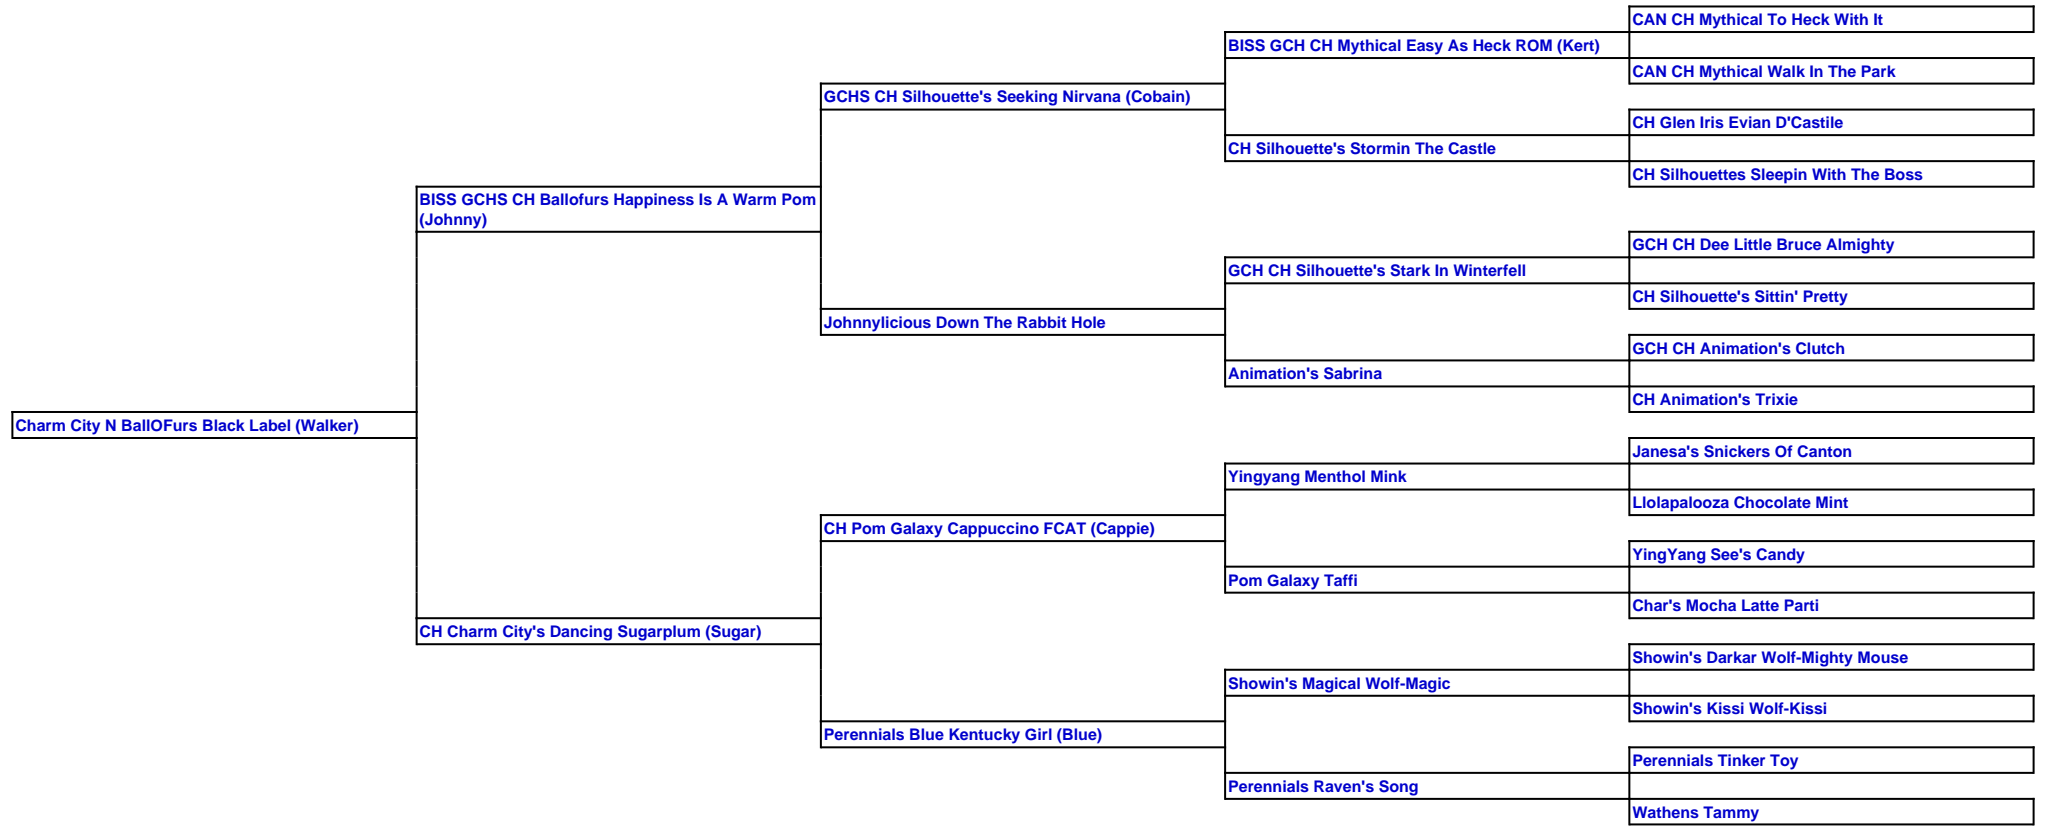 CAN CH Mythical To Heck With It
BISS GCH CH Mythical Easy As Heck ROM (Kert)
CAN CH Mythical Walk In The Park
GCHS CH Silhouette's Seeking Nirvana (Cobain)
CH Glen Iris Evian D'Castile
CH Silhouette's Stormin The Castle
CH Silhouettes Sleepin With The Boss
BISS GCHS CH Ballofurs Happiness Is A Warm Pom
(Johnny)
GCH CH Dee Little Bruce Almighty
GCH CH Silhouette's Stark In Winterfell
CH Silhouette's Sittin' Pretty
Johnnylicious Down The Rabbit Hole
GCH CH Animation's Clutch
Animation's Sabrina
CH Animation's Trixie
Charm City N BallOFurs Black Label (Walker)
Janesa's Snickers Of Canton
Yingyang Menthol Mink
Llolapalooza Chocolate Mint
CH Pom Galaxy Cappuccino FCAT (Cappie)
YingYang See's Candy
Pom Galaxy Taffi
Char's Mocha Latte Parti
CH Charm City's Dancing Sugarplum (Sugar)
Showin's Darkar Wolf-Mighty Mouse
Showin's Magical Wolf-Magic
Showin's Kissi Wolf-Kissi
Perennials Blue Kentucky Girl (Blue)
Perennials Tinker Toy
Perennials Raven's Song
Wathens Tammy